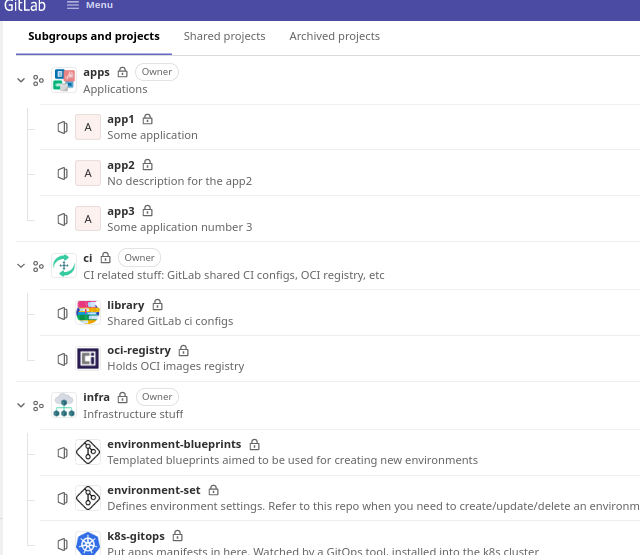 GitLab Menu
Subgroups and projects Shared projects Archived projects
apps Owner
Applications
A app1
Some application
A app2
No description for the app2
A app3
Some application number 3
ci Owner
CI related stuff: GitLab shared CI configs, OCI registry, etc
library
Shared GitLab ci configs
oci-registry
Holds OCI images registry
infra Owner
Infrastructure stuff
environment-blueprints
Templated blueprints aimed to be used for creating new environments
environment-set
Defines environment settings. Refer to this repo when you need to create/update/delete an environm
k8s-gitops
Put apps manifests in here. Watched by a GitOps tool, installed into the k8s cluster